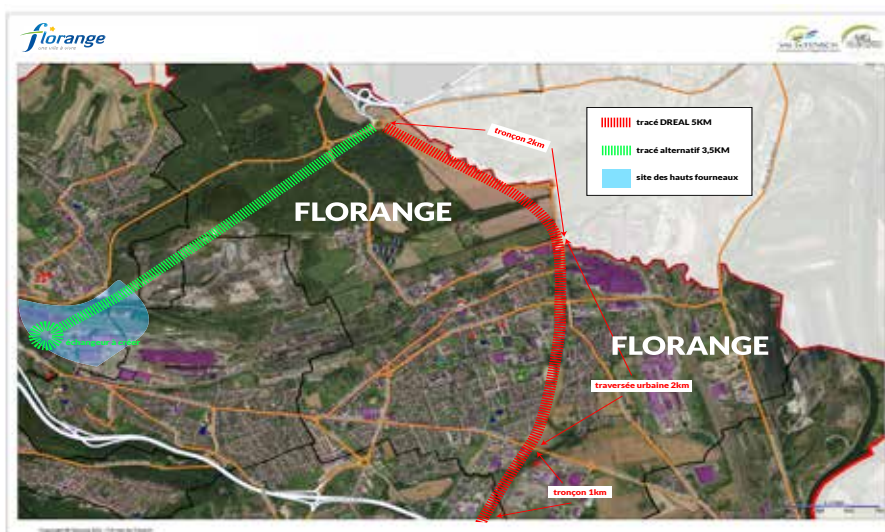 florange
une ville à vivre
tronçon 2km
tracé DREAL 5KM
tracé alternatif 3,5KM
site des hauts fourneaux
FLORANGE
FLORANGE
traversée urbaine 2km
tronçon 1km